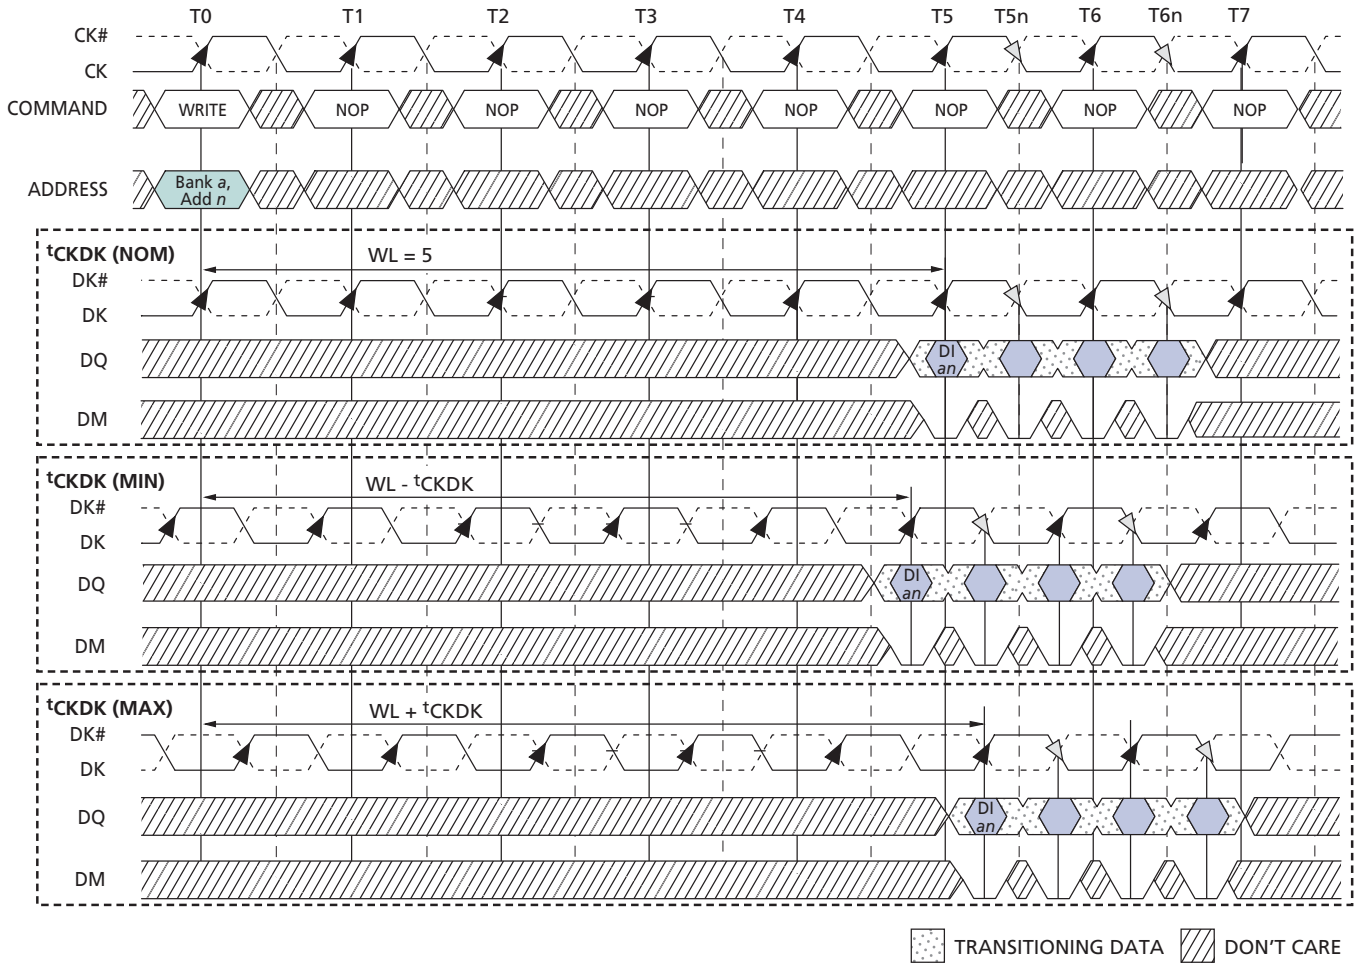 T0 T1 T2 T3 T4 T5 T5n T6 T6n T7
CK#
CK
COMMAND WRITE NOP NOP NOP NOP NOP NOP NOP
ADDRESS Bank a,
Add n
tCKDK (NOM)
WL = 5
DK#
DK
DQ DI
an
DM
tCKDK (MIN)
WL - tCKDK
DK#
DK
DQ DI
an
DM
tCKDK (MAX)
WL + tCKDK
DK#
DK
DQ DI
an
DM
TRANSITIONING DATA DON'T CARE